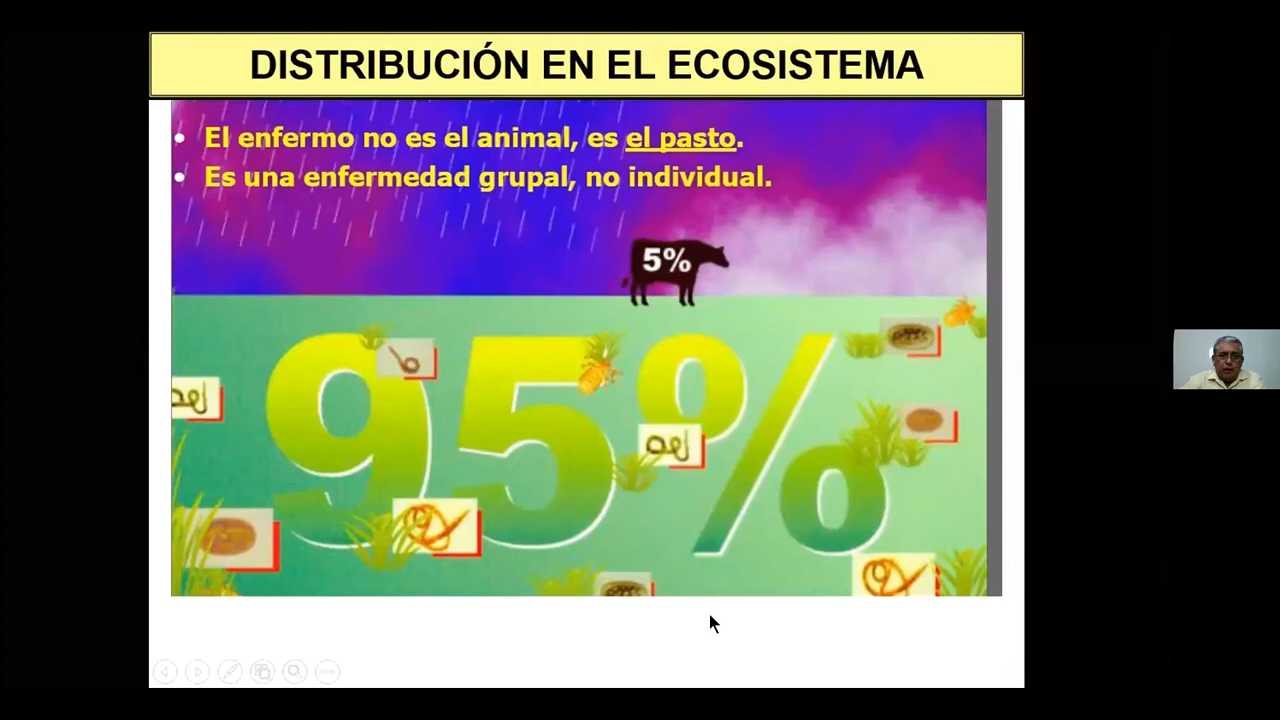 DISTRIBUCIÓN EN EL ECOSISTEMA
• El enfermo no es el animal, es el pasto.
• Es una enfermedad grupal, no individual.
5%
95%